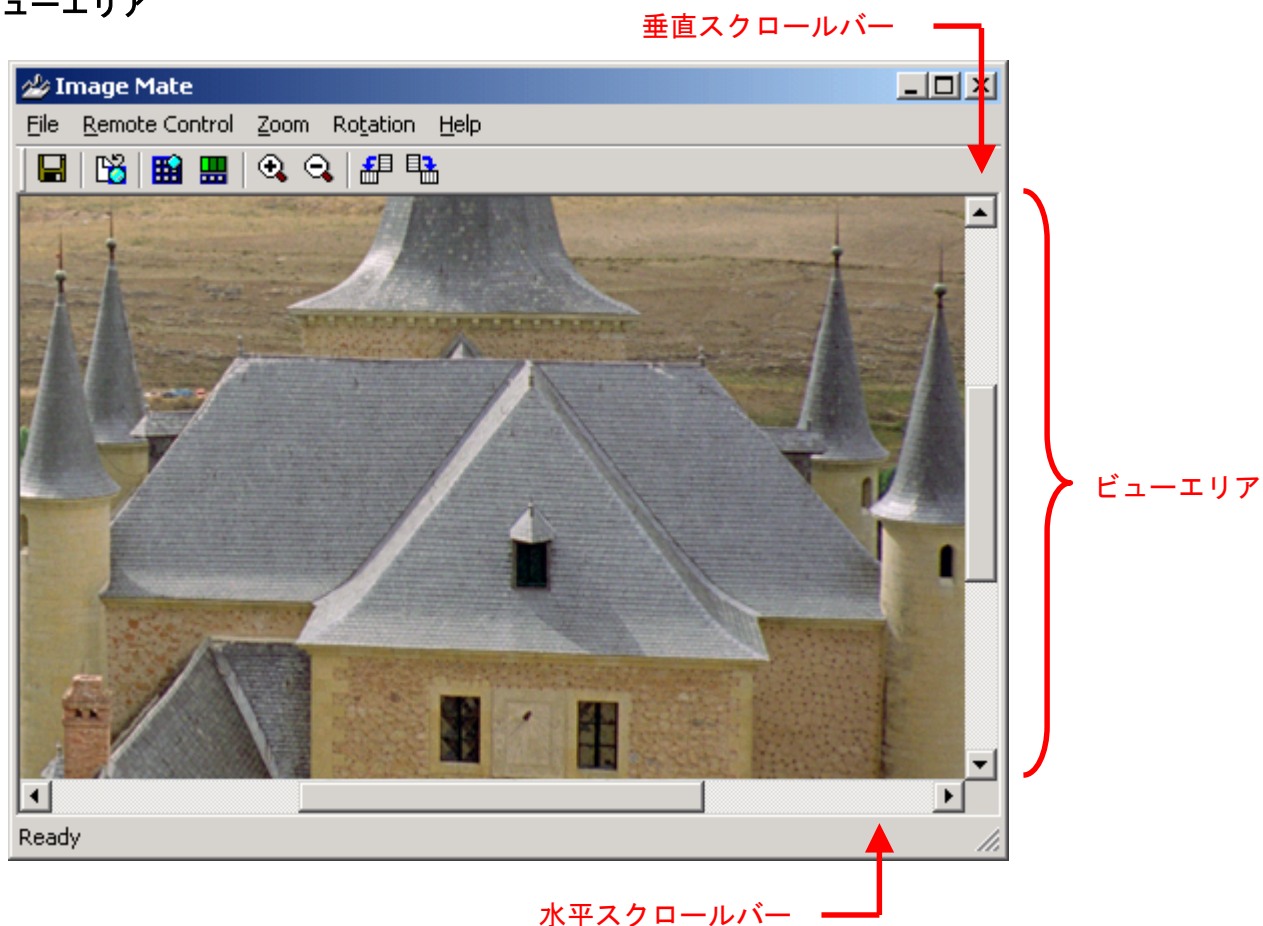 ューエリア
垂直スクロールバー
Image Mate
File Remote Control Zoom Rotation Help
ビューエリア
Ready
水平スクロールバー